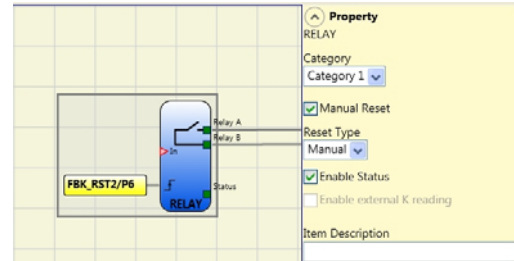 Relay A
Relay B
In
FBK_RST2/P6
Status
RELAY
Property
RELAY
Category
Category 1
Manual Reset
Reset Type
Manual
Enable Status
Enable external K reading
Item Description